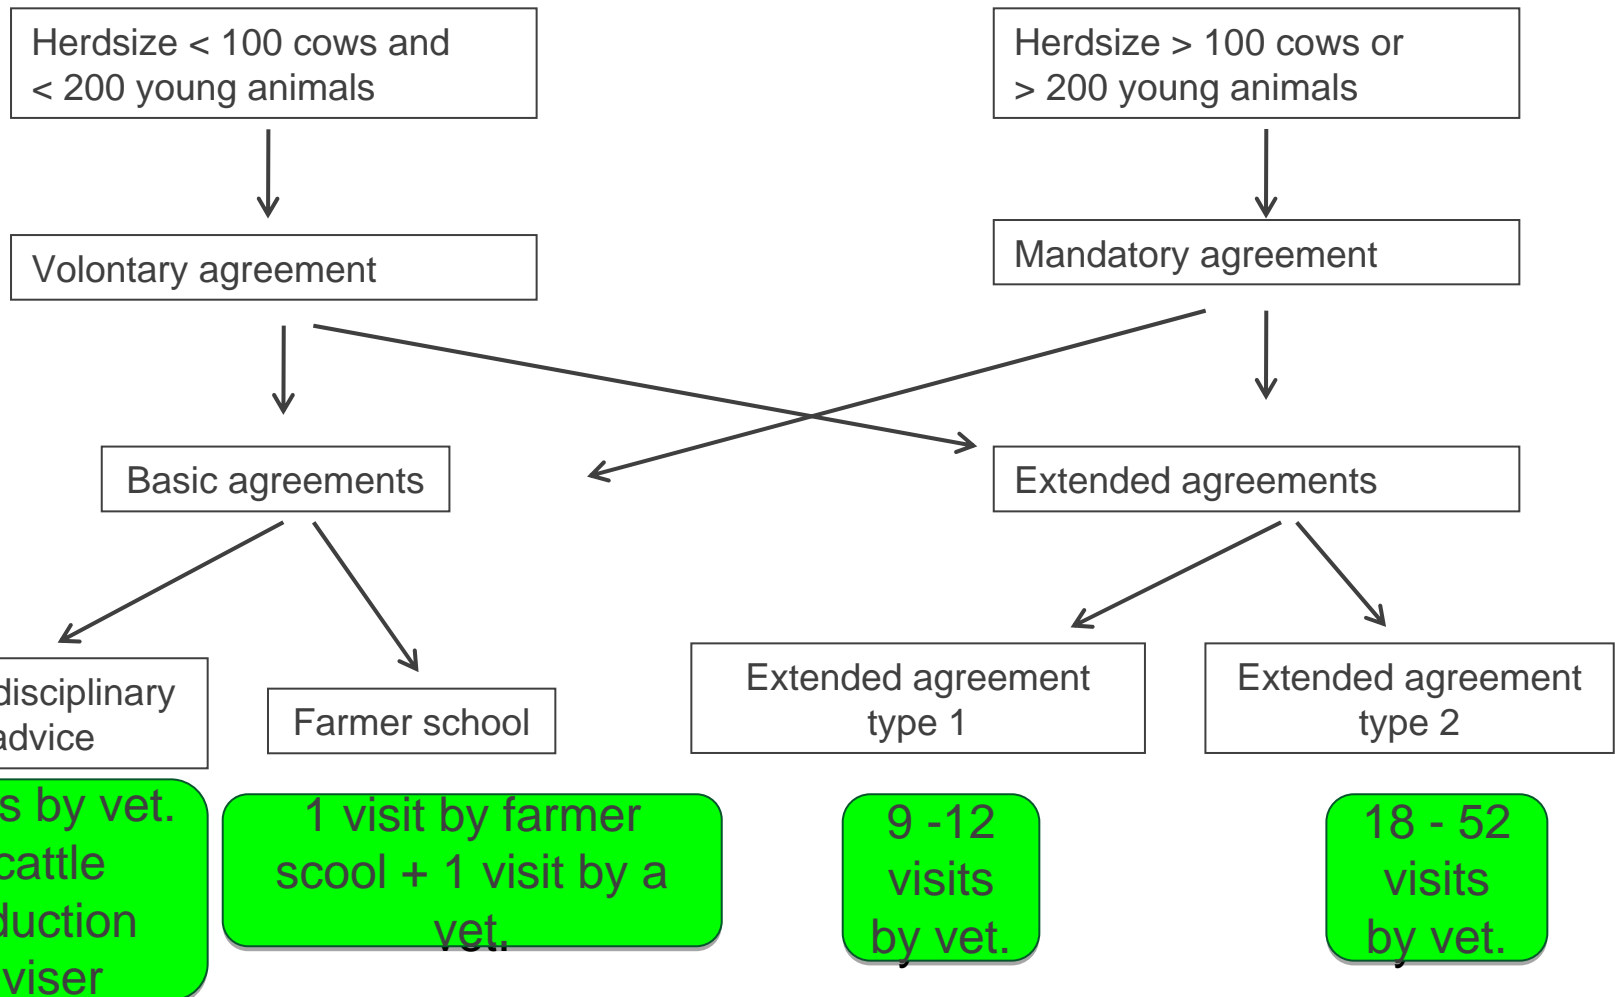 Herdsize < 100 cows and
< 200 young animals
Herdsize > 100 cows or
> 200 young animals
Volontary agreement
Mandatory agreement
Basic agreements
Extended agreements
disciplinary
advice
Farmer school
Extended agreement
type 1
Extended agreement
type 2
by vet.
cattle
1 visit by farmer
scool + 1 visit by a
vet.
9 -12
visits
by vet.
18 - 52
visits
by vet.